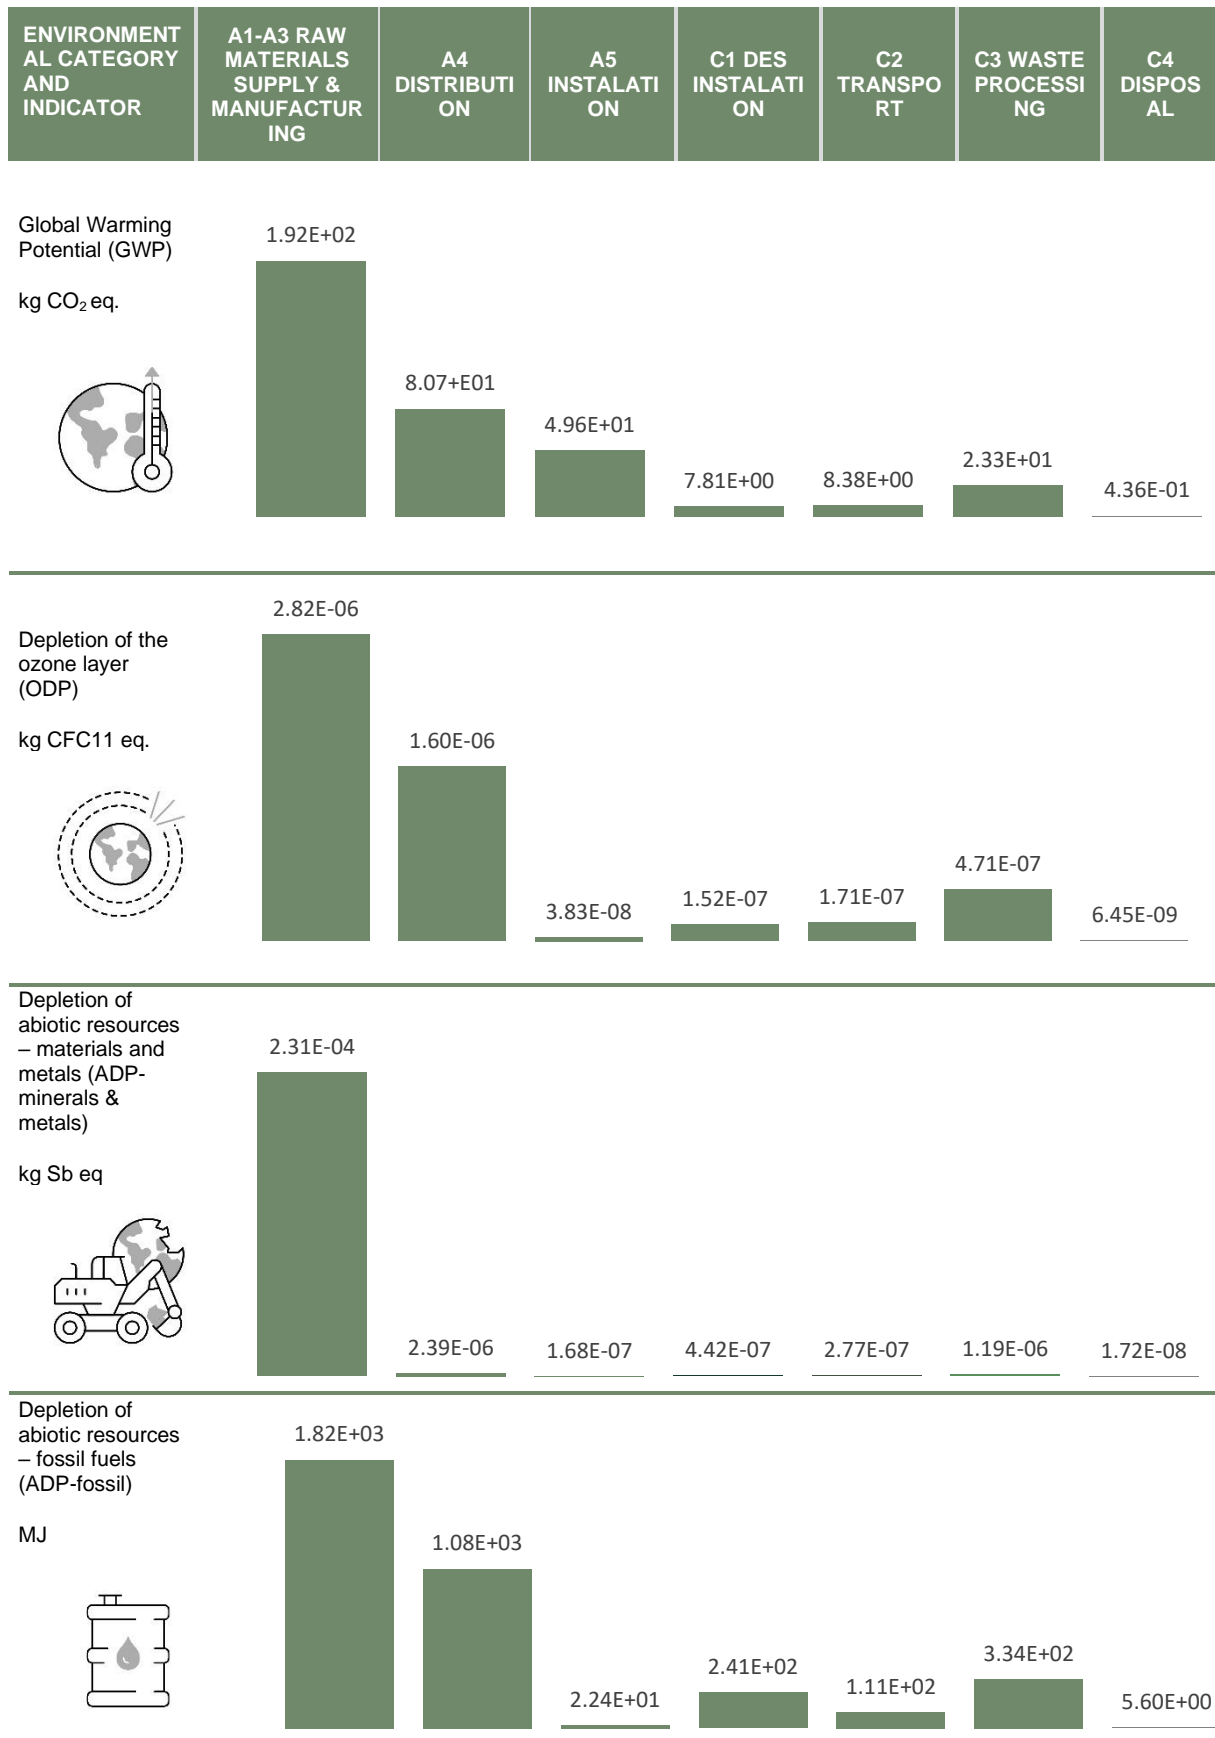 ENVIRONMENT
AL CATEGORY
AND
INDICATOR
A1-A3 RAW
MATERIALS
SUPPLY &
MANUFACTUR
ING
A4
DISTRIBUTI
ON
A5
INSTALATI
ON
C1 DES
INSTALATI
ON
C2
TRANSPO
RT
C3 WASTE
PROCESSI
NG
C4
DISPOS
AL
Global Warming
Potential (GWP)
kg CO₂ eq.
1.92E+02
8.07+E01
4.96E+01
7.81E+00
8.38E+00
2.33E+01
4.36E-01
Depletion of the
ozone layer
(ODP)
kg CFC11 eq.
2.82E-06
1.60E-06
3.83E-08
1.52E-07
1.71E-07
4.71E-07
6.45E-09
Depletion of
abiotic resources
– materials and
metals (ADP-
minerals &
metals)
kg Sb eq
2.31E-04
2.39E-06
1.68E-07
4.42E-07
2.77E-07
1.19E-06
1.72E-08
Depletion of
abiotic resources
– fossil fuels
(ADP-fossil)
MJ
1.82E+03
1.08E+03
2.24E+01
2.41E+02
1.11E+02
3.34E+02
5.60E+00